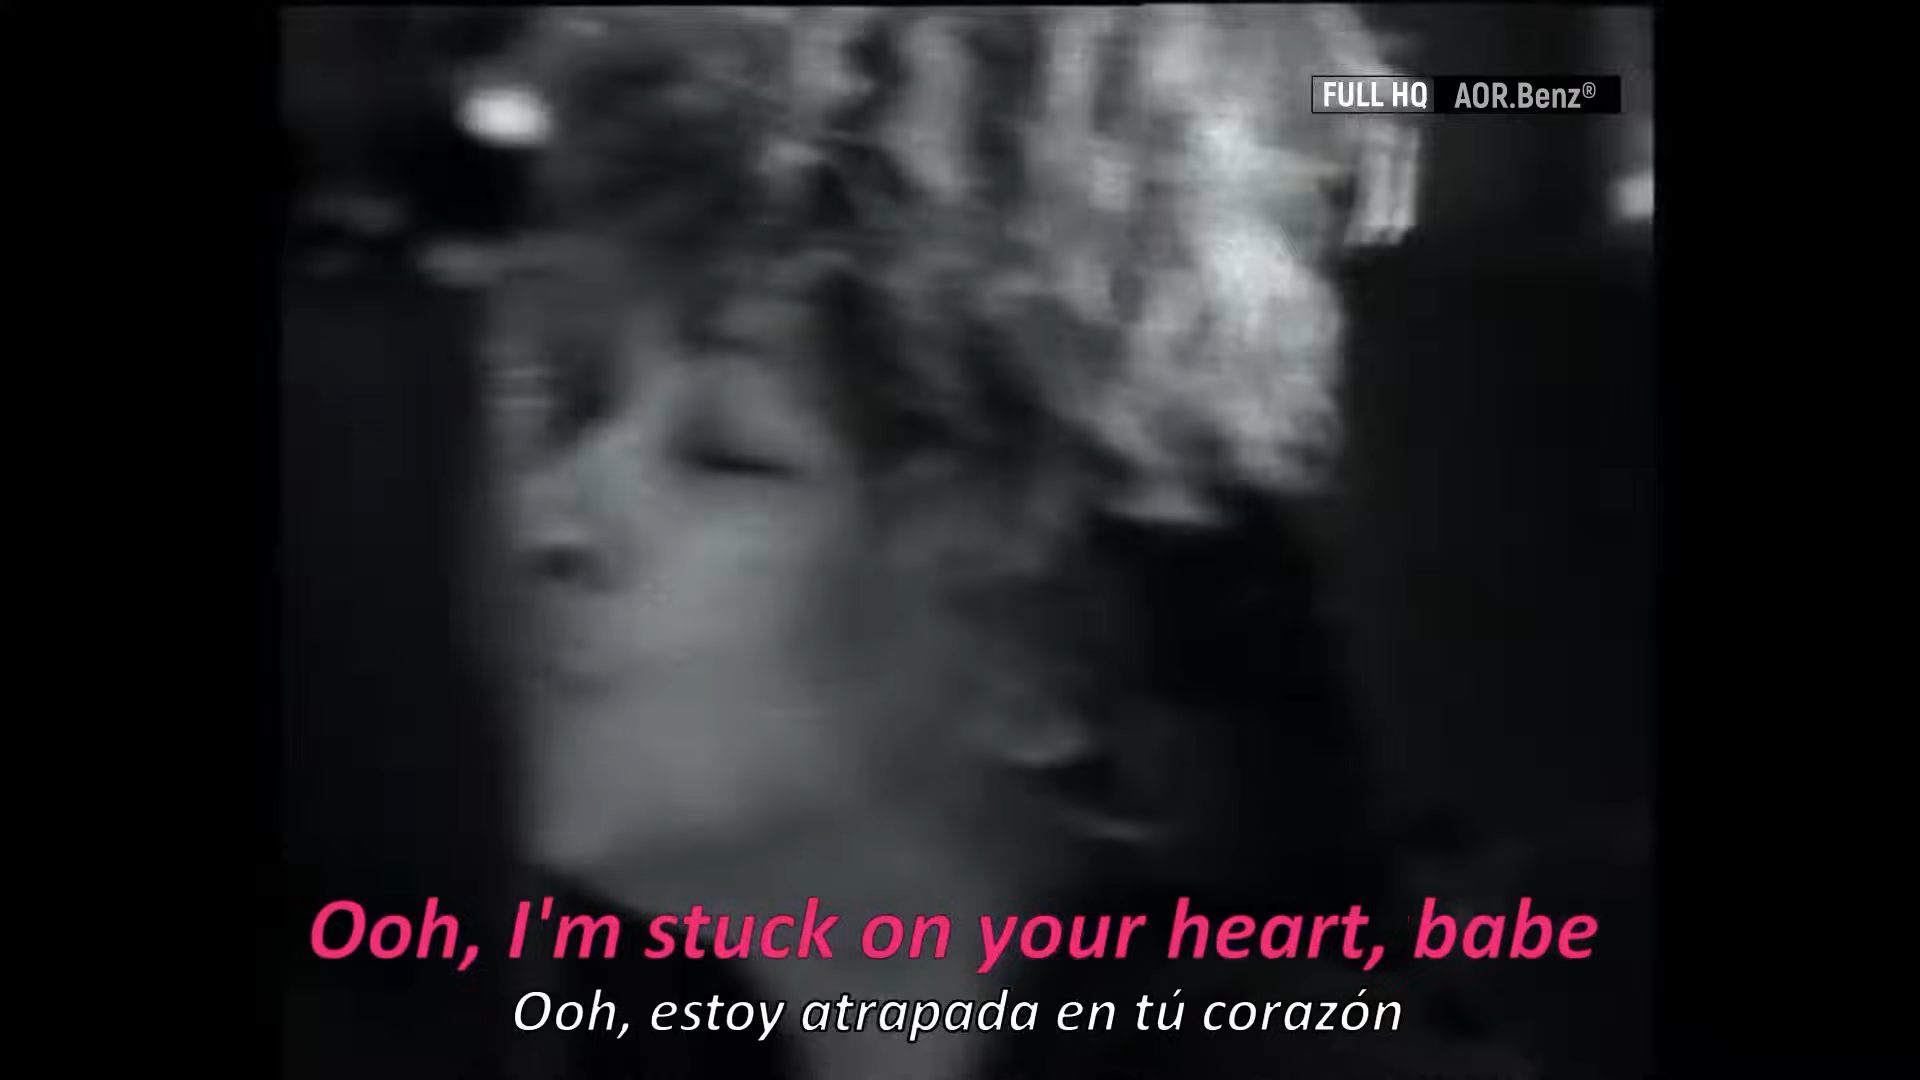 FULL HQ AOR.Benz®
Ooh, I'm stuck on your heart, babe
Ooh, estoy atrapada en tú corazón